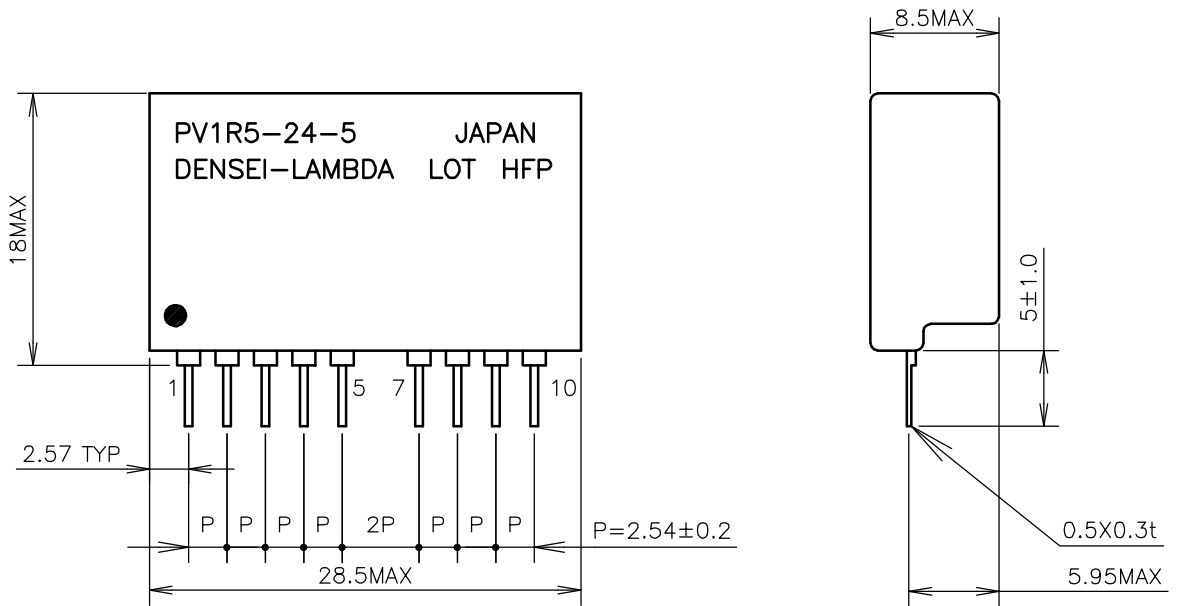 8.5MAX
PV1R5-24-5 JAPAN
DENSEI-LAMBDA LOT HFP
18MAX
5±1.0
1 5 7 10
2.57 TYP
P P P P 2P P P P
P=2.54±0.2
0.5X0.3t
28.5MAX
5.95MAX